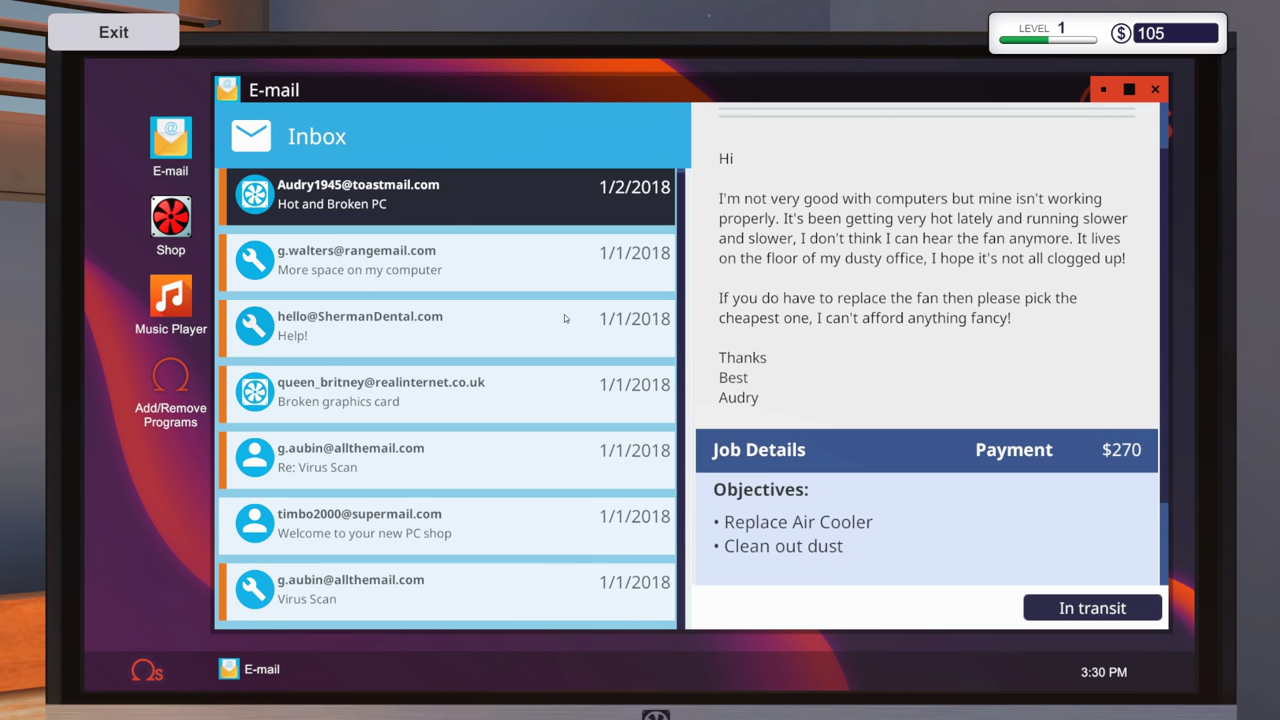 Exit
LEVEL 1
$ 105
E-mail
E-mail
Shop
Music Player
Add/Remove
Programs
Inbox
Audry1945@toastmail.com 1/2/2018
Hot and Broken PC
g.walters@rangemail.com 1/1/2018
More space on my computer
hello@ShermanDental.com 1/1/2018
Help!
queen_britney@realinternet.co.uk 1/1/2018
Broken graphics card
g.aubin@allthemail.com 1/1/2018
Re: Virus Scan
timbo2000@supermail.com 1/1/2018
Welcome to your new PC shop
g.aubin@allthemail.com 1/1/2018
Virus Scan
Hi
I'm not very good with computers but mine isn't working
properly. It's been getting very hot lately and running slower
and slower, I don't think I can hear the fan anymore. It lives
on the floor of my dusty office, I hope it's not all clogged up!
If you do have to replace the fan then please pick the
cheapest one, I can't afford anything fancy!
Thanks
Best
Audry
Job Details Payment $270
Objectives:
• Replace Air Cooler
• Clean out dust
In transit
Ωs
E-mail
3:30 PM